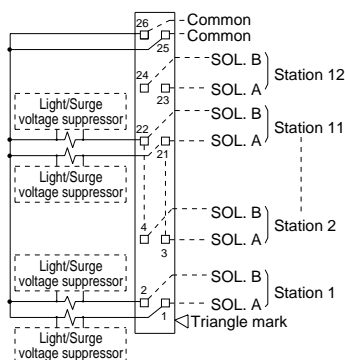 26
Common
Common
25
24
SOL. B
Station 12
SOL. A
23
Light/Surge
voltage suppressor
22
SOL. B
Station 11
SOL. A
21
Light/Surge
voltage suppressor
4
SOL. B
Station 2
SOL. A
3
Light/Surge
voltage suppressor
2
SOL. B
Station 1
SOL. A
1
Triangle mark
Light/Surge
voltage suppressor